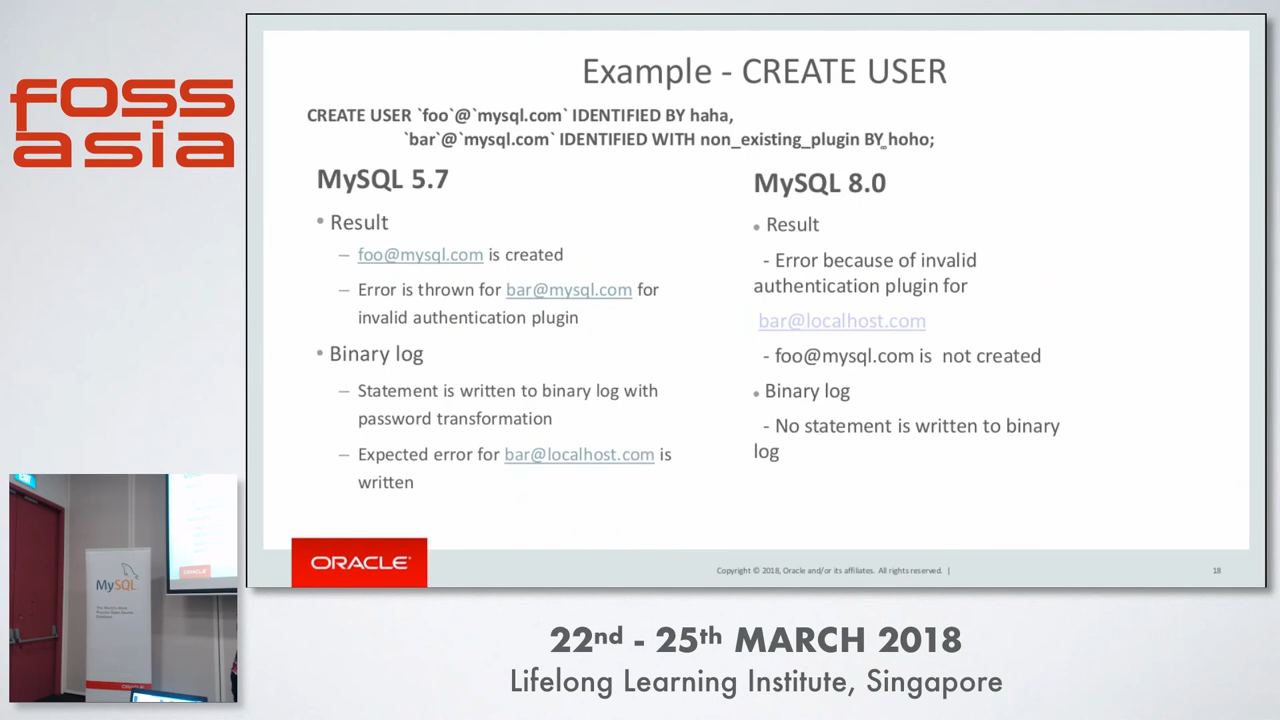 foss
asia
Example - CREATE USER
CREATE USER `foo`@`mysql.com` IDENTIFIED BY haha,
`bar`@`mysql.com` IDENTIFIED WITH non_existing_plugin BY hoho;
MySQL 5.7
• Result
– foo@mysql.com is created
– Error is thrown for bar@mysql.com for
invalid authentication plugin
• Binary log
– Statement is written to binary log with
password transformation
– Expected error for bar@localhost.com is
written
MySQL 8.0
• Result
- Error because of invalid
authentication plugin for
bar@localhost.com
- foo@mysql.com is not created
• Binary log
- No statement is written to binary
log
ORACLE®
Copyright © 2018, Oracle and/or its affiliates. All rights reserved. |
18
MySQL
22nd - 25th MARCH 2018
Lifelong Learning Institute, Singapore